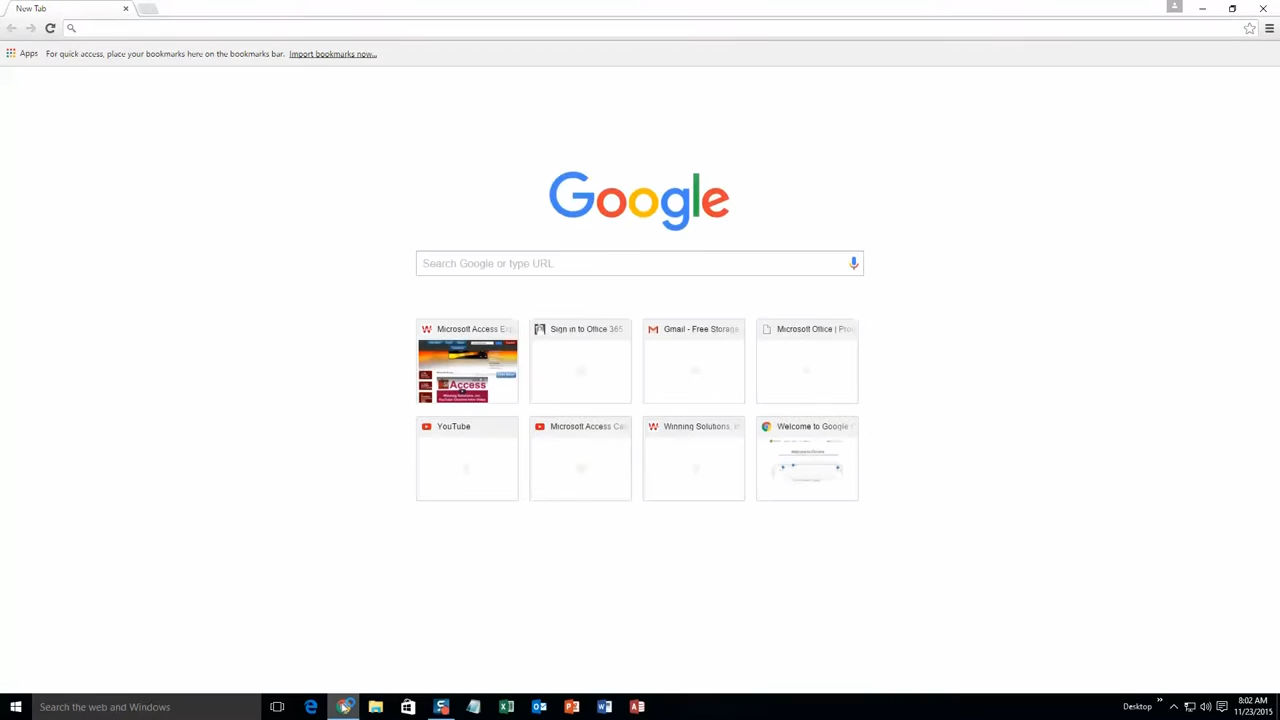 New Tab
Apps For quick access, place your bookmarks here on the bookmarks bar. Import bookmarks now...
Google
Search Google or type URL
Microsoft Access Exp
Sign in to Office 365
Gmail - Free Storage
Microsoft Office | Pro
Access
YouTube
Microsoft Access
Winning Solutions, I
Welcome to Google
Search the web and Windows
Desktop
8:02 AM
11/23/2015